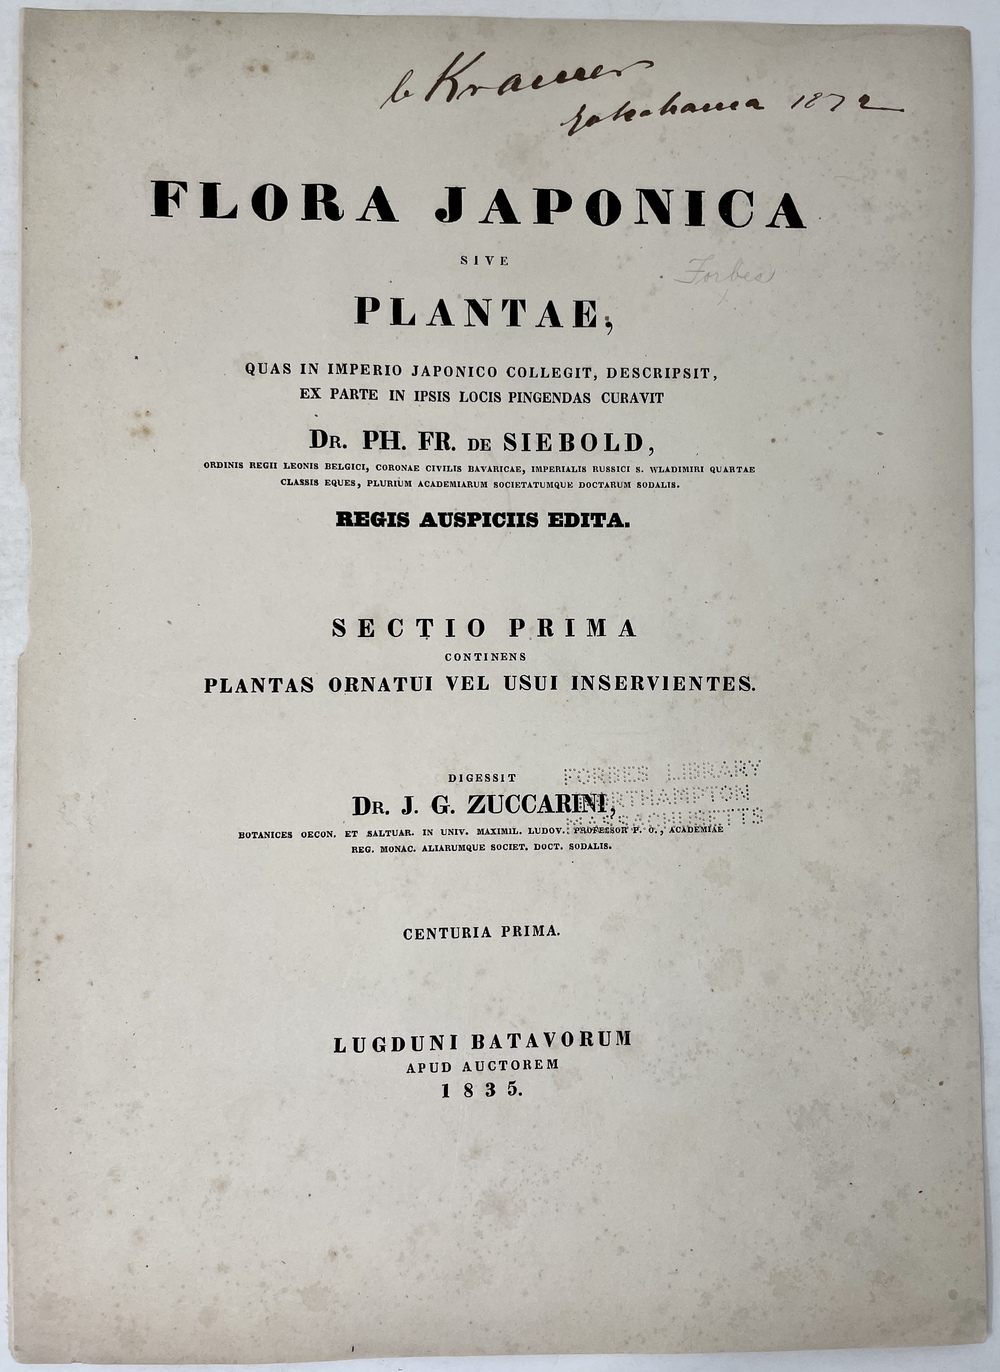 C Kramer
Yokohama 1872
FLORA JAPONICA
SIVE
Forbes
PLANTAE,
QUAS IN IMPERIO JAPONICO COLLEGIT, DESCRIPSIT,
EX PARTE IN IPSIS LOCIS PINGENDAS CURAVIT
DR. PH. FR. DE SIEBOLD,
ORDINIS REGII LEONIS BELGICI, CORONAE CIVILIS BAVARICAE, IMPERIALIS RUSSICI S. WLADIMIRI QUARTAE
CLASSIS EQUES, PLURIUM ACADEMIARUM SOCIETATUMQUE DOCTARUM SODALIS.
REGIS AUSPICIIS EDITA.
SECTIO PRIMA
CONTINENS
PLANTAS ORNATUI VEL USUI INSERVIENTES.
DIGESSIT
DR. J. G. ZUCCARINI,
FORBES LIBRARY
NORTHAMPTON
MASSACHUSETTS
BOTANICES OECON. ET SALTUAR. IN UNIV. MAXIMIL. LUDOV. PROFESSOR P. O., ACADEMIAE
REG. MONAC. ALIARUMQUE SOCIET. DOCT. SODALIS.
CENTURIA PRIMA.
LUGDUNI BATAVORUM
APUD AUCTOREM
1835.